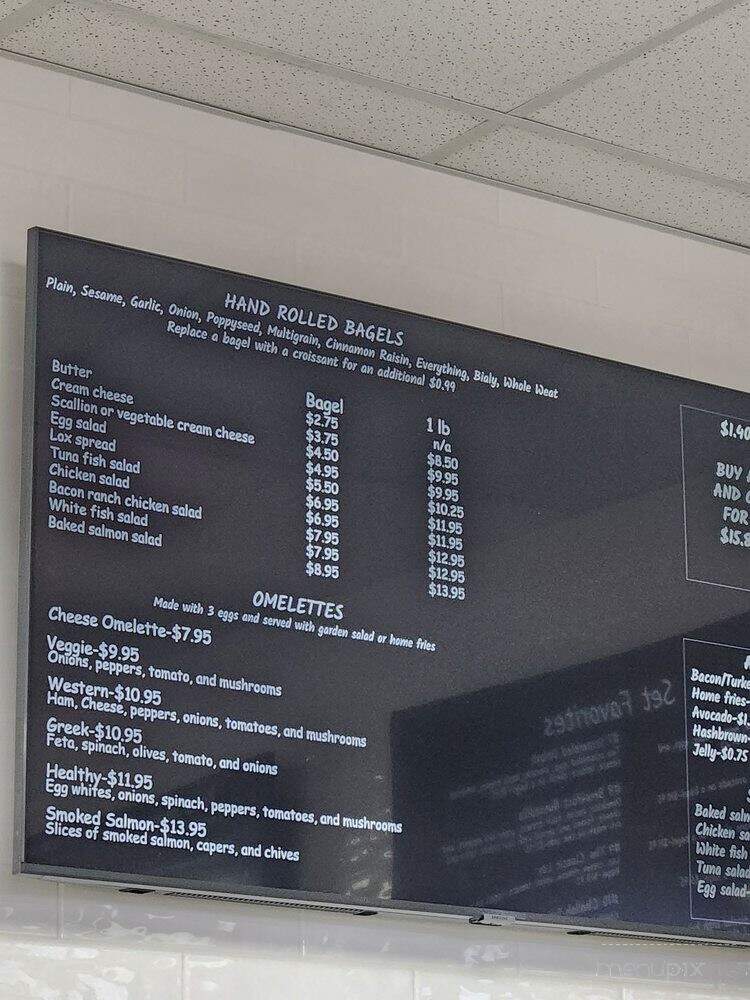 HAND ROLLED BAGELS
Plain, Sesame, Garlic, Onion, Poppyseed, Multigrain, Cinnamon Raisin, Everything, Bialy, Whole Weat
Replace a bagel with a croissant for an additional $0.99
Bagel 1 lb
Butter $2.75 n/a
Cream cheese $3.75 $8.50
Scallion or vegetable cream cheese $4.50 $9.95
Egg salad $4.95 $9.95
Lox spread $5.50 $10.25
Tuna fish salad $6.95 $11.95
Chicken salad $6.95 $11.95
Bacon ranch chicken salad $7.95 $12.95
White fish salad $7.95 $12.95
Baked salmon salad $8.95 $13.95
OMELETTES
Made with 3 eggs and served with garden salad or home fries
Cheese Omelette-$7.95
Veggie-$9.95
Onions, peppers, tomato, and mushrooms
Western-$10.95
Ham, Cheese, peppers, onions, tomatoes, and mushrooms
Greek-$10.95
Feta, spinach, olives, tomato, and onions
Healthy-$11.95
Egg whites, onions, spinach, peppers, tomatoes, and mushrooms
Smoked Salmon-$13.95
Slices of smoked salmon, capers, and chives
$1.40
BUY
AND
FOR
$15.8
Bacon/Turke
Home fries-
Avocado-$1.
Hashbrown-
Jelly-$0.75
Baked salm
Chicken sa
White fish
Tuna salad
Egg salad-
Set Favorites
SAMSUNG